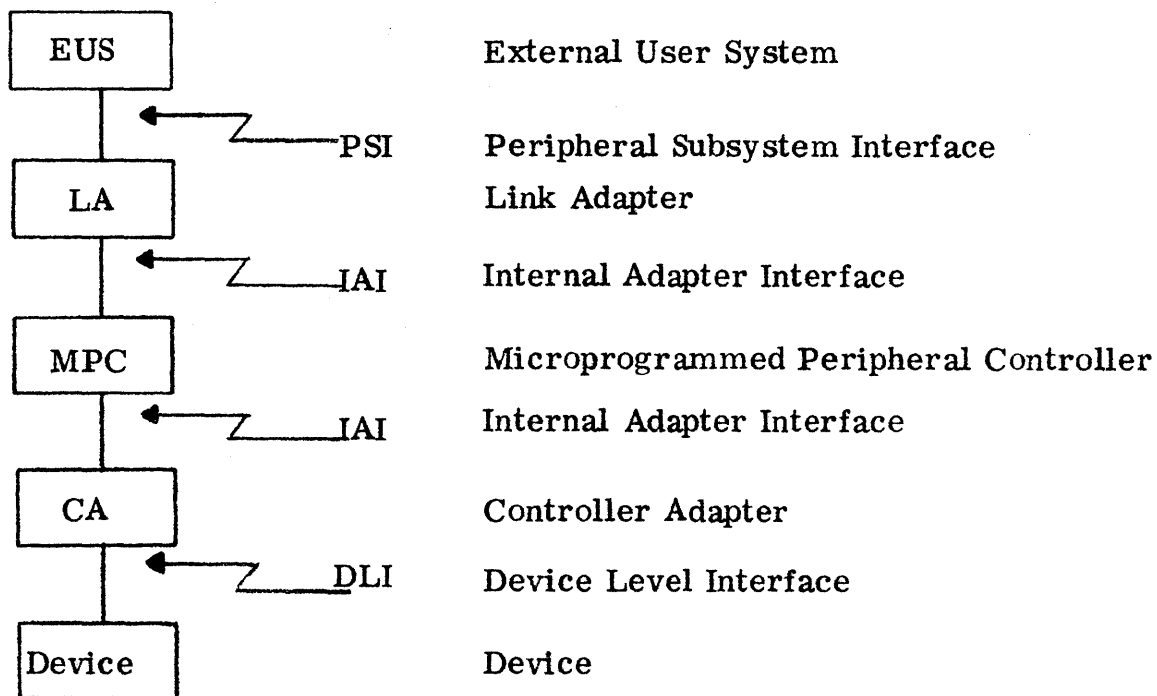 EUS External User System
PSI Peripheral Subsystem Interface
LA Link Adapter
IAI Internal Adapter Interface
MPC Microprogrammed Peripheral Controller
IAI Internal Adapter Interface
CA Controller Adapter
DLI Device Level Interface
Device Device